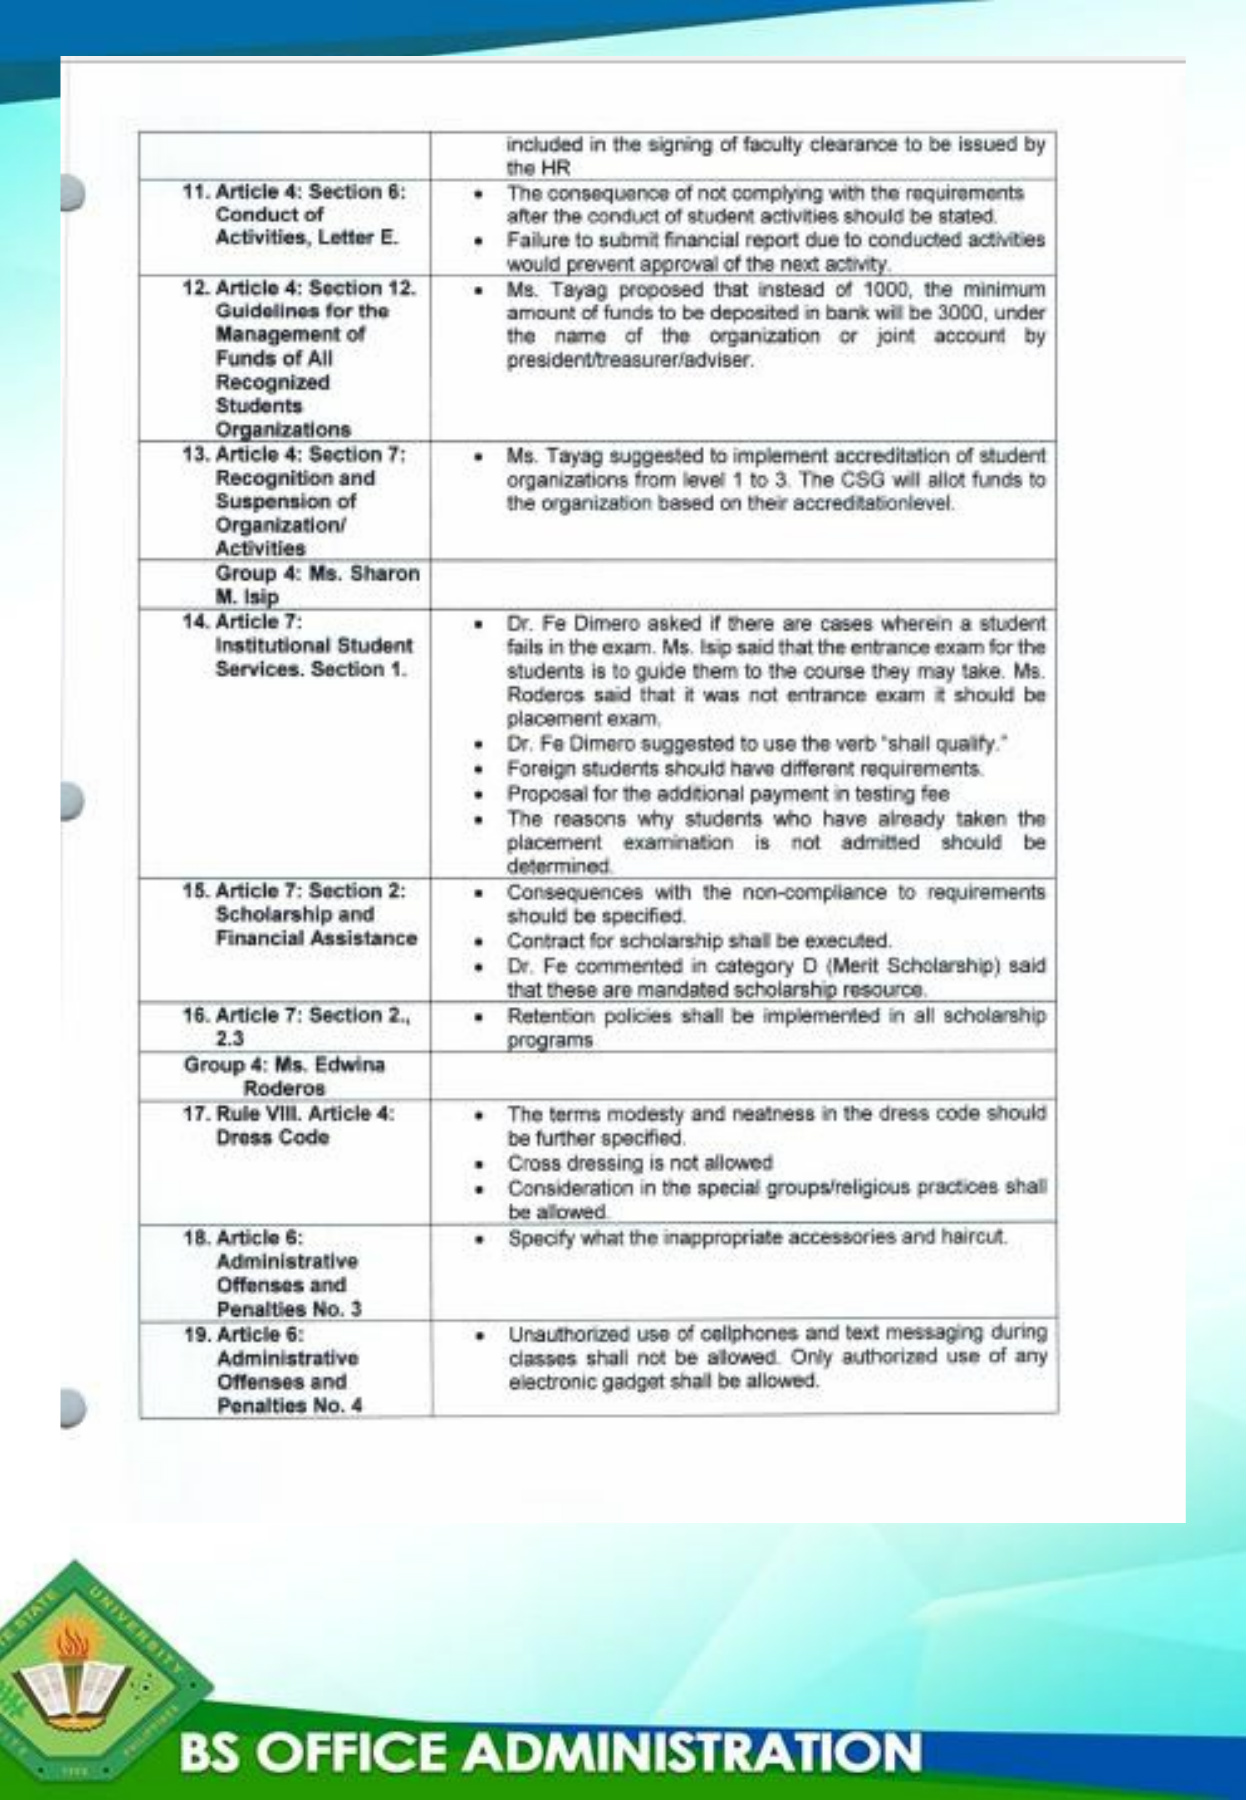 included in the signing of faculty clearance to be issued by
the HR
11. Article 4: Section 6:
Conduct of
Activities, Letter E.
• The consequence of not complying with the requirements
after the conduct of student activities should be stated.
• Failure to submit financial report due to conducted activities
would prevent approval of the next activity.
12. Article 4: Section 12.
Guidelines for the
Management of
Funds of All
Recognized
Students
Organizations
• Ms. Tayag proposed that instead of 1000, the minimum
amount of funds to be deposited in bank will be 3000, under
the name of the organization or joint account by
president/treasurer/adviser.
13. Article 4: Section 7:
Recognition and
Suspension of
Organization/
Activities
• Ms. Tayag suggested to implement accreditation of student
organizations from level 1 to 3. The CSG will allot funds to
the organization based on their accreditationlevel.
Group 4: Ms. Sharon
M. Isip
14. Article 7:
Institutional Student
Services. Section 1.
• Dr. Fe Dimero asked if there are cases wherein a student
fails in the exam. Ms. Isip said that the entrance exam for the
students is to guide them to the course they may take. Ms.
Roderos said that it was not entrance exam it should be
placement exam.
• Dr. Fe Dimero suggested to use the verb "shall qualify."
• Foreign students should have different requirements.
• Proposal for the additional payment in testing fee
• The reasons why students who have already taken the
placement examination is not admitted should be
determined.
15. Article 7: Section 2:
Scholarship and
Financial Assistance
• Consequences with the non-compliance to requirements
should be specified.
• Contract for scholarship shall be executed.
• Dr. Fe commented in category D (Merit Scholarship) said
that these are mandated scholarship resource.
16. Article 7: Section 2.,
2.3
• Retention policies shall be implemented in all scholarship
programs
Group 4: Ms. Edwina
Roderos
17. Rule VIII. Article 4:
Dress Code
• The terms modesty and neatness in the dress code should
be further specified.
• Cross dressing is not allowed
• Consideration in the special groups/religious practices shall
be allowed.
18. Article 6:
Administrative
Offenses and
Penalties No. 3
• Specify what the inappropriate accessories and haircut.
19. Article 6:
Administrative
Offenses and
Penalties No. 4
• Unauthorized use of cellphones and text messaging during
classes shall not be allowed. Only authorized use of any
electronic gadget shall be allowed.
STATE UNIVERSITY
PHILIPPINES
BS OFFICE ADMINISTRATION